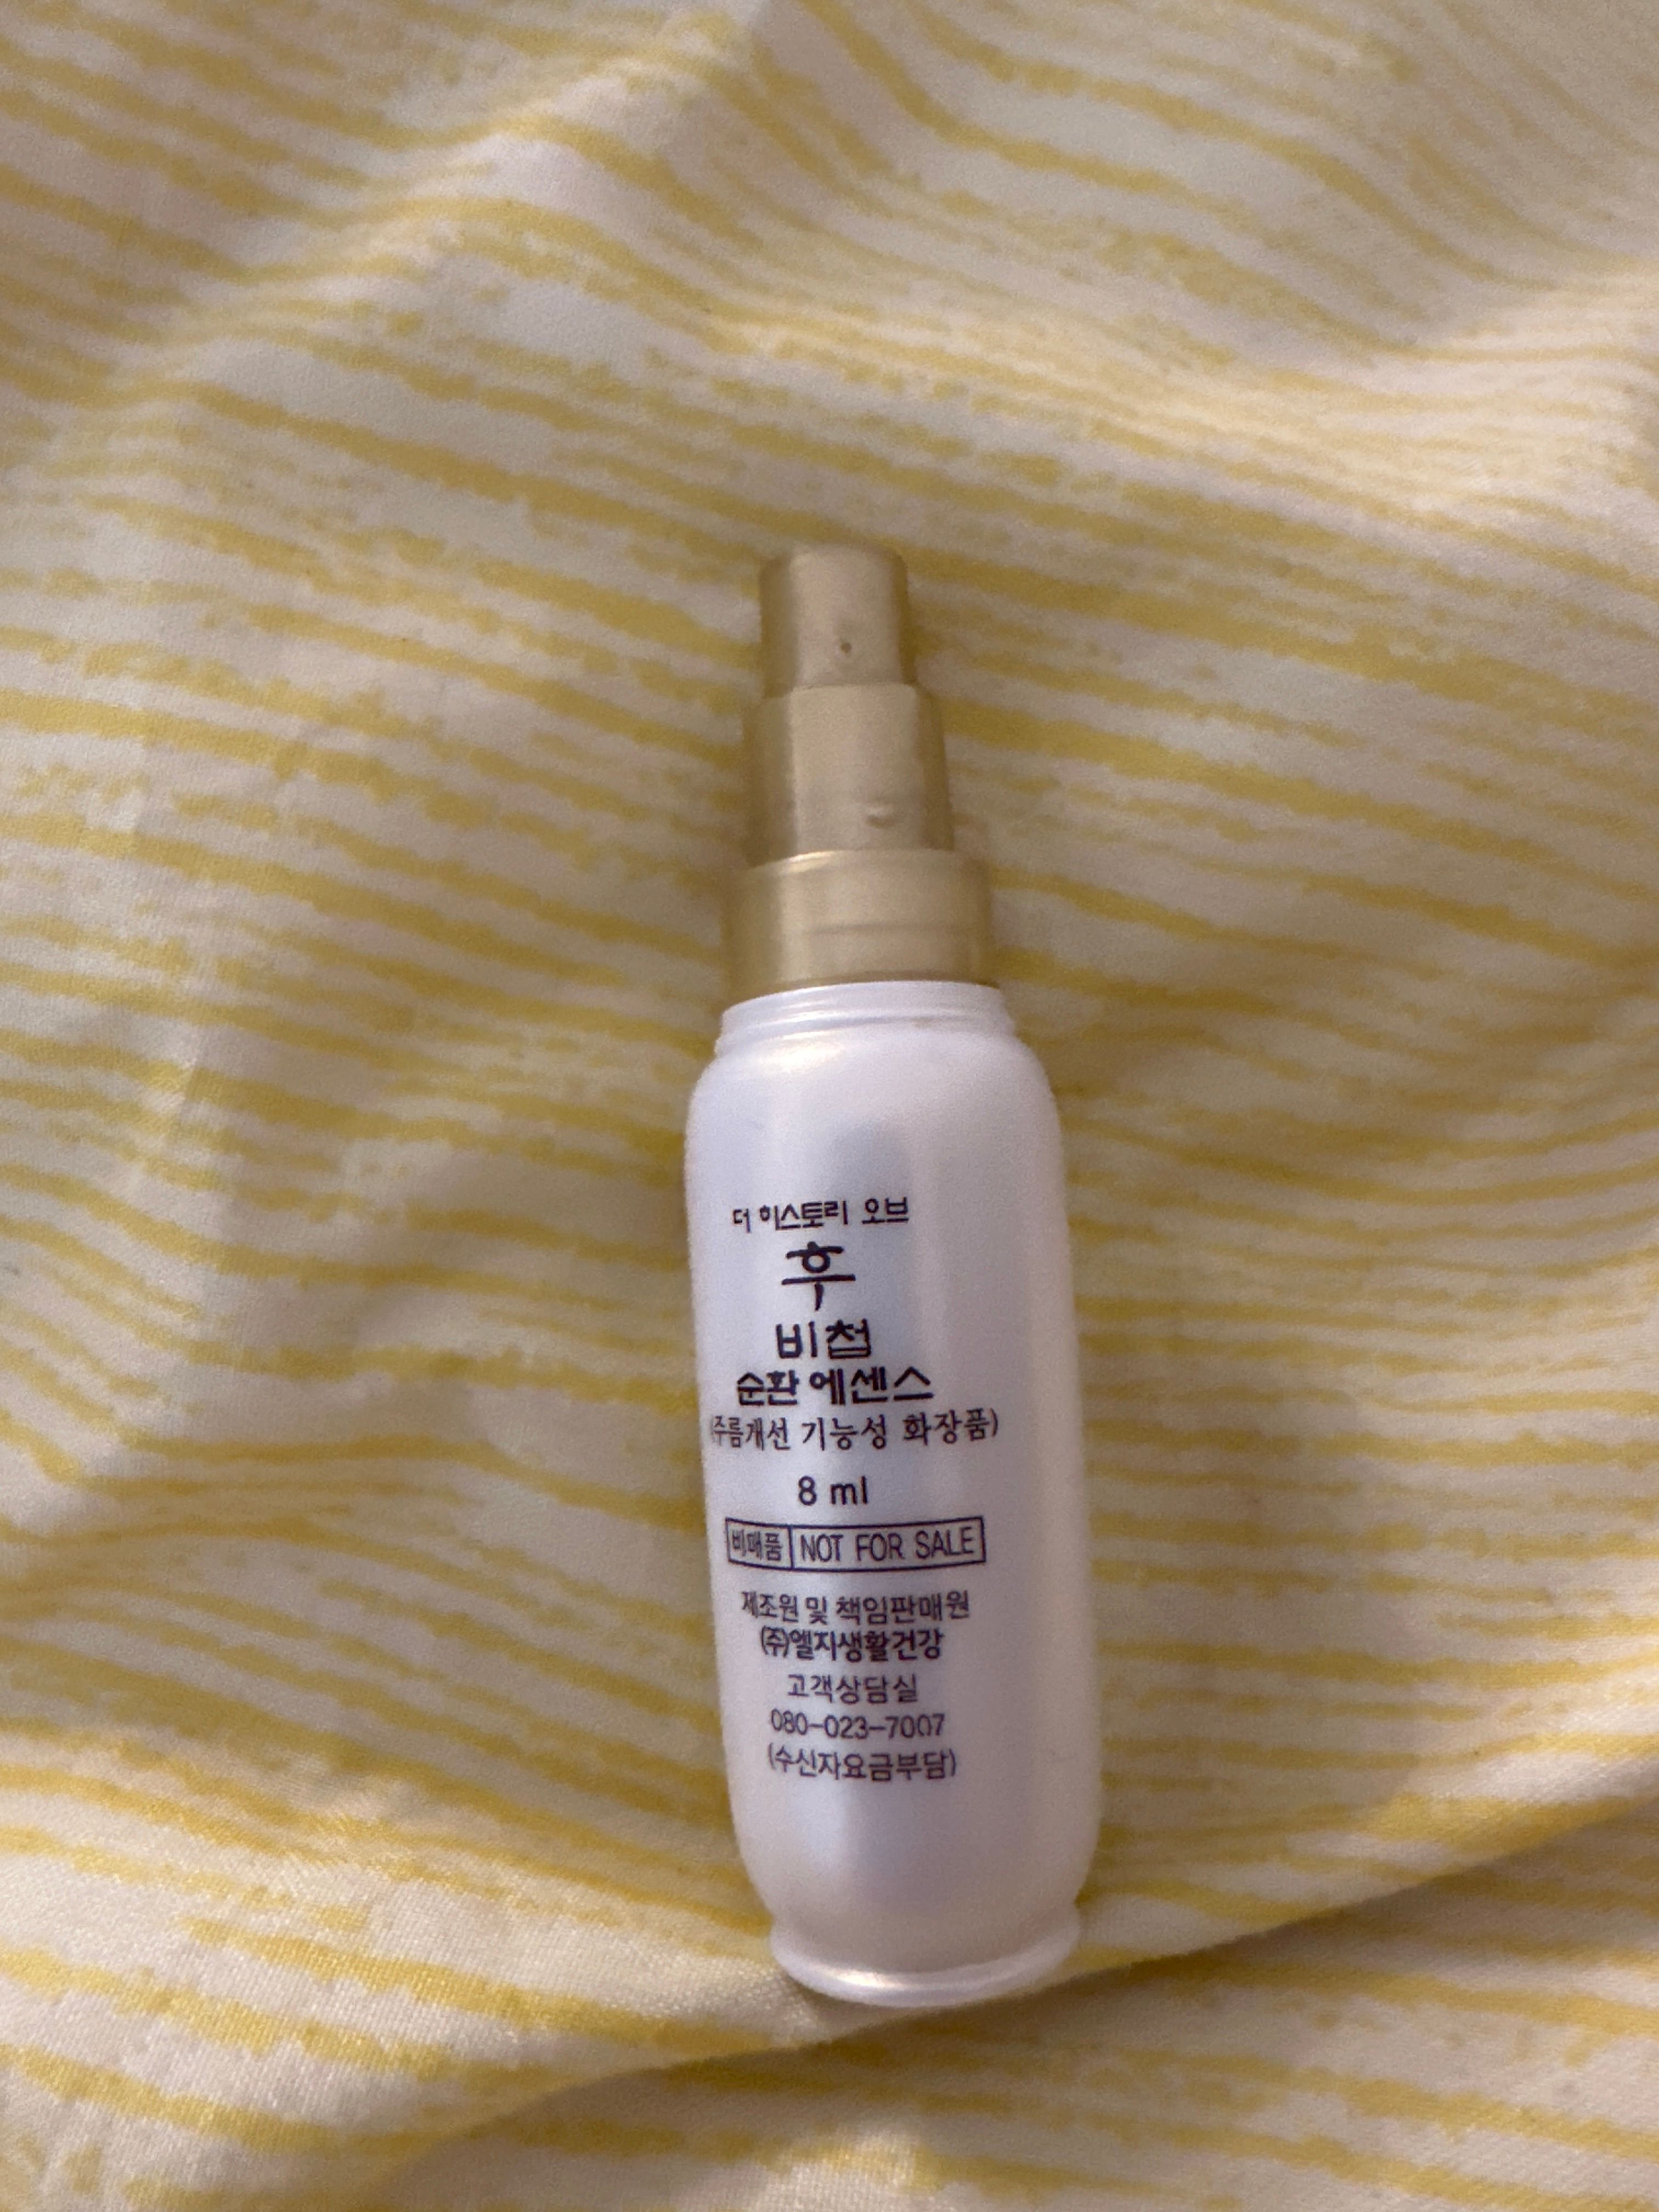 더 히스토리 오브
후
비첩
순환 에센스
(주름개선 기능성 화장품)
8 ml
비매품 NOT FOR SALE
제조원 및 책임판매원
(주)엘지생활건강
고객상담실
080-023-7007
(수신자요금부담)